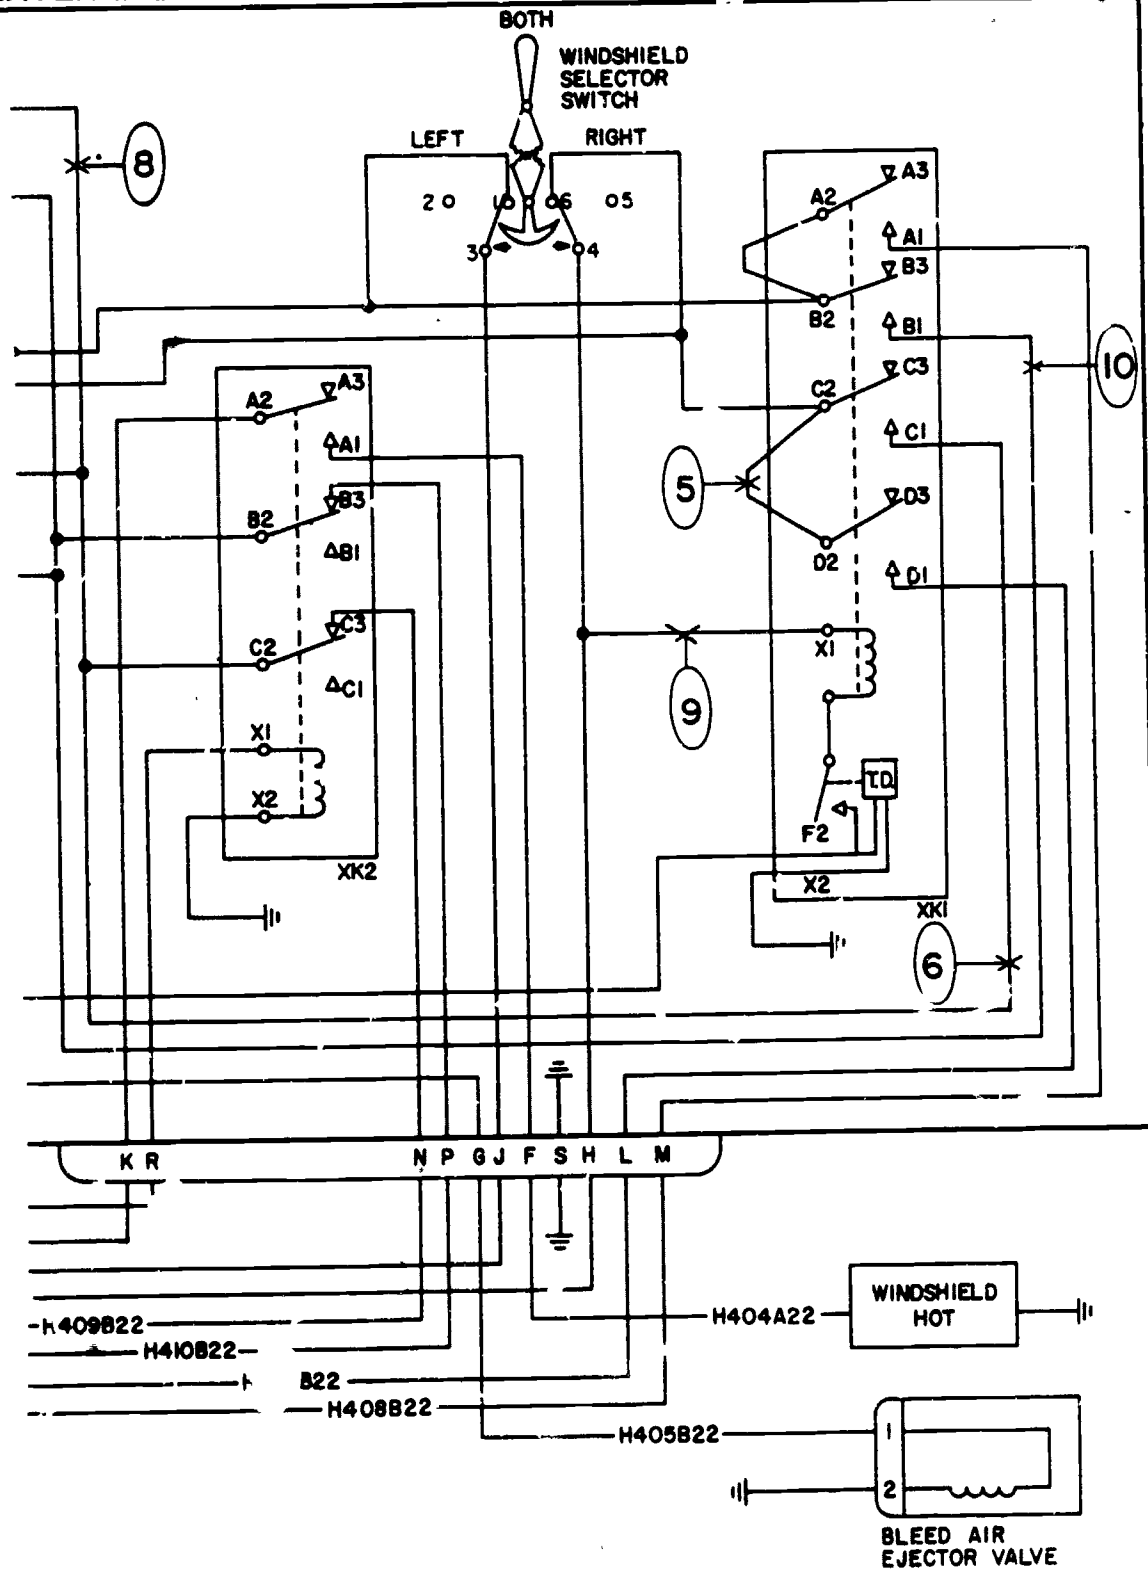 BOTH
WINDSHIELD
SELECTOR
SWITCH
LEFT
RIGHT
8
2
1
6
5
3
4
A3
A2
A1
B3
B2
B1
10
C3
C2
C1
5
D3
D2
D1
X1
9
T.D.
F2
X2
XK1
6
A3
A2
A1
B3
B2
B1
C3
C2
C1
X1
X2
XK2
K R N P G J F S H L M
H409B22
H410B22
B22
H408B22
H404A22
WINDSHIELD
HOT
H405B22
1
2
BLEED AIR
EJECTOR VALVE